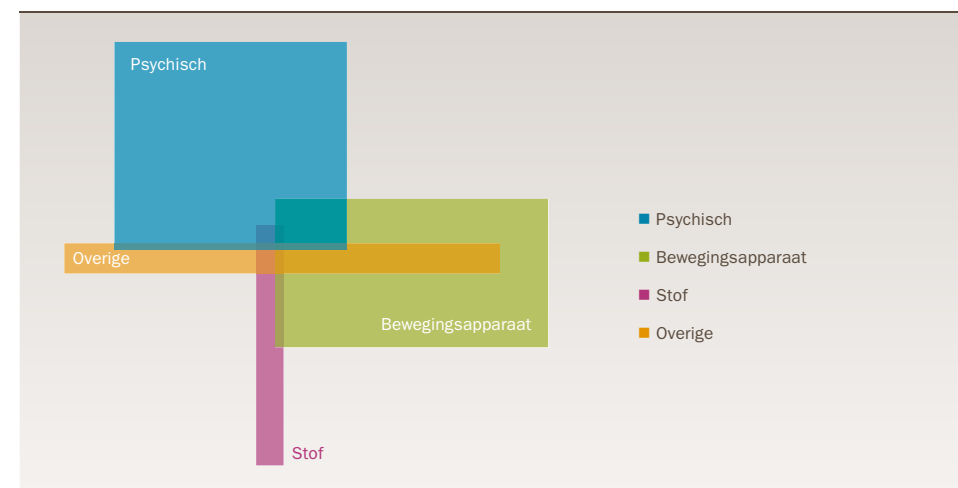 Psychisch
Overige
Bewegingsapparaat
Stof
Psychisch
Bewegingsapparaat
Stof
Overige